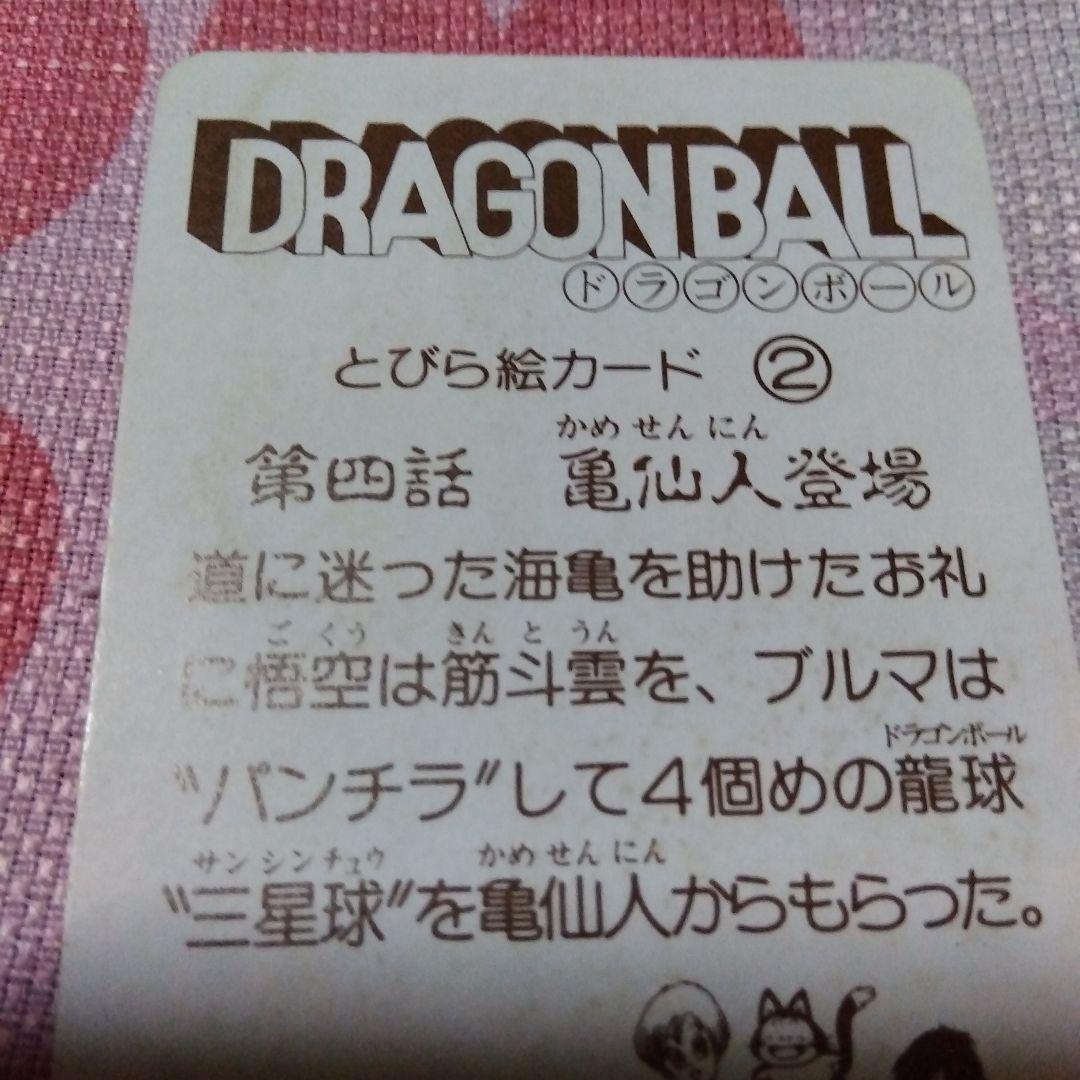 DRAGON BALL
ドラゴンボール
とびら絵カード ②
かめせんにん
第四話 亀仙人登場
道に迷った海亀を助けたお礼
ごくう きんとうん
に悟空は筋斗雲を、ブルマは
ドラゴンボール
“パンチラ”して4個めの龍球
サンシンチュウ かめせんにん
“三星球”を亀仙人からもらった。